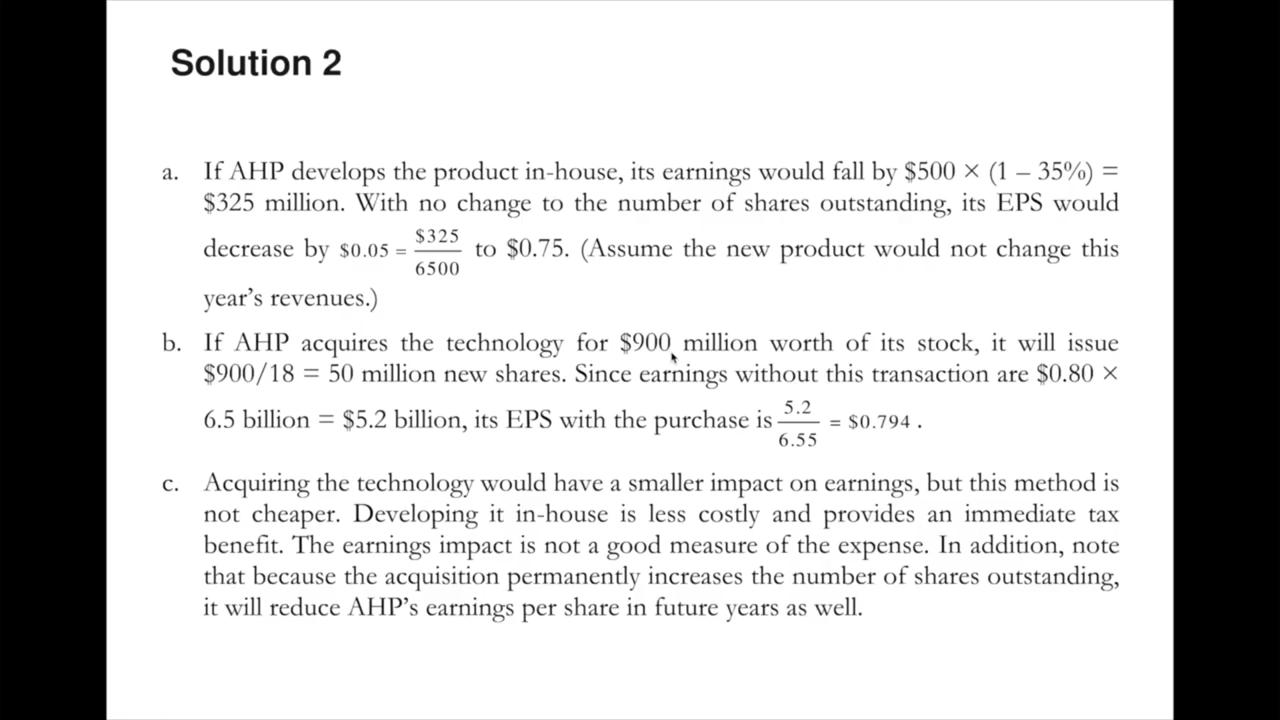 Solution 2
a. If AHP develops the product in-house, its earnings would fall by $500 × (1 – 35%) =
$325 million. With no change to the number of shares outstanding, its EPS would
decrease by $0.05 = $325/6500 to $0.75. (Assume the new product would not change this
year's revenues.)
b. If AHP acquires the technology for $900 million worth of its stock, it will issue
$900/18 = 50 million new shares. Since earnings without this transaction are $0.80 ×
6.5 billion = $5.2 billion, its EPS with the purchase is 5.2/6.55 = $0.794 .
c. Acquiring the technology would have a smaller impact on earnings, but this method is
not cheaper. Developing it in-house is less costly and provides an immediate tax
benefit. The earnings impact is not a good measure of the expense. In addition, note
that because the acquisition permanently increases the number of shares outstanding,
it will reduce AHP's earnings per share in future years as well.